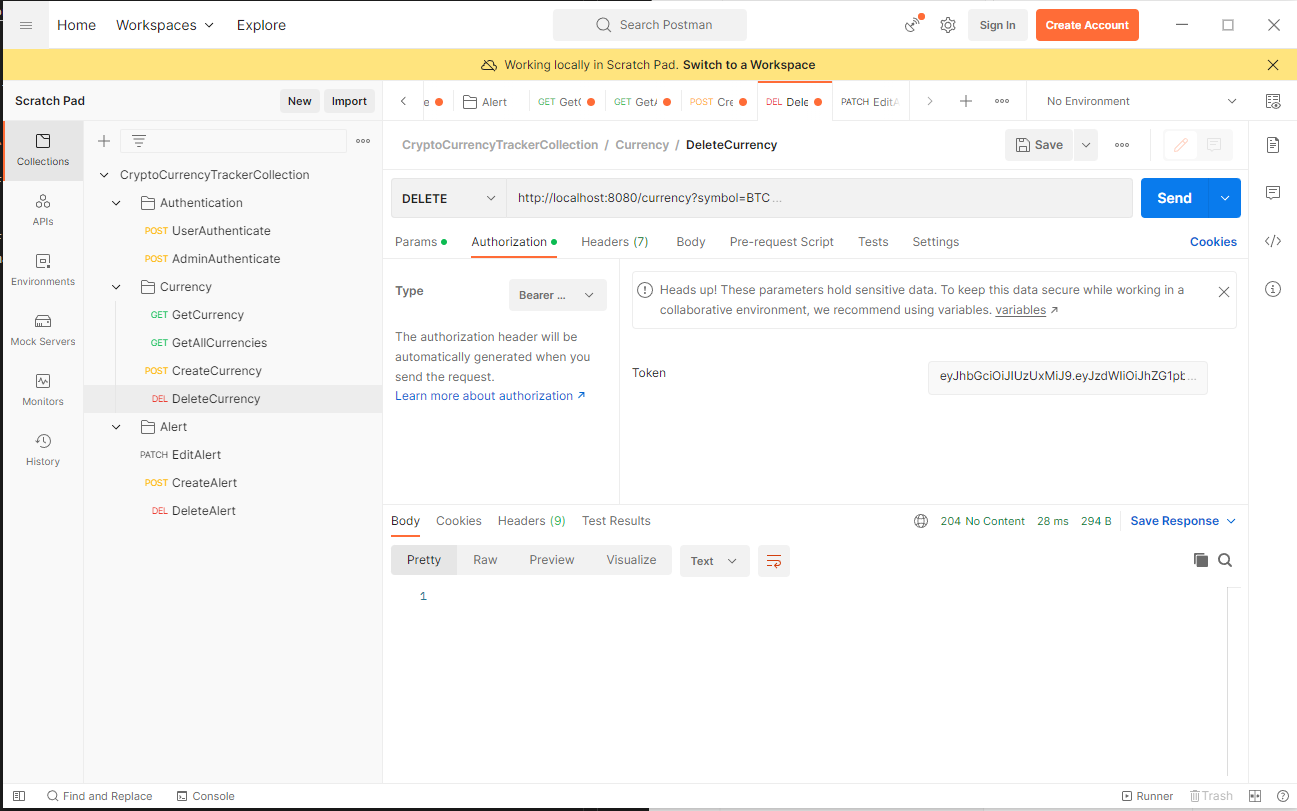 Home Workspaces Explore Search Postman Sign In Create Account
Working locally in Scratch Pad. Switch to a Workspace
Scratch Pad New Import
e Alert GET Get POST Cre DEL Dele PATCH EditA No Environment
Collections
APIs
Environments
Mock Servers
Monitors
History
CryptoCurrencyTrackerCollection
Authentication
POST UserAuthenticate
POST AdminAuthenticate
Currency
GET GetCurrency
GET GetAllCurrencies
POST CreateCurrency
DEL DeleteCurrency
Alert
PATCH EditAlert
POST CreateAlert
DEL DeleteAlert
CryptoCurrencyTrackerCollection / Currency / DeleteCurrency Save
DELETE http://localhost:8080/currency?symbol=BTC ... Send
Params Authorization Headers (7) Body Pre-request Script Tests Settings Cookies
Type Bearer ...
The authorization header will be
automatically generated when you
send the request.
Learn more about authorization ↗
Heads up! These parameters hold sensitive data. To keep this data secure while working in a
collaborative environment, we recommend using variables. variables ↗
Token eyJhbGciOiJIUzUxMiJ9.eyJzdWIiOiJhZG1pb...
Body Cookies Headers (9) Test Results 204 No Content 28 ms 294 B Save Response
Pretty Raw Preview Visualize Text
1
Find and Replace Console Runner Trash